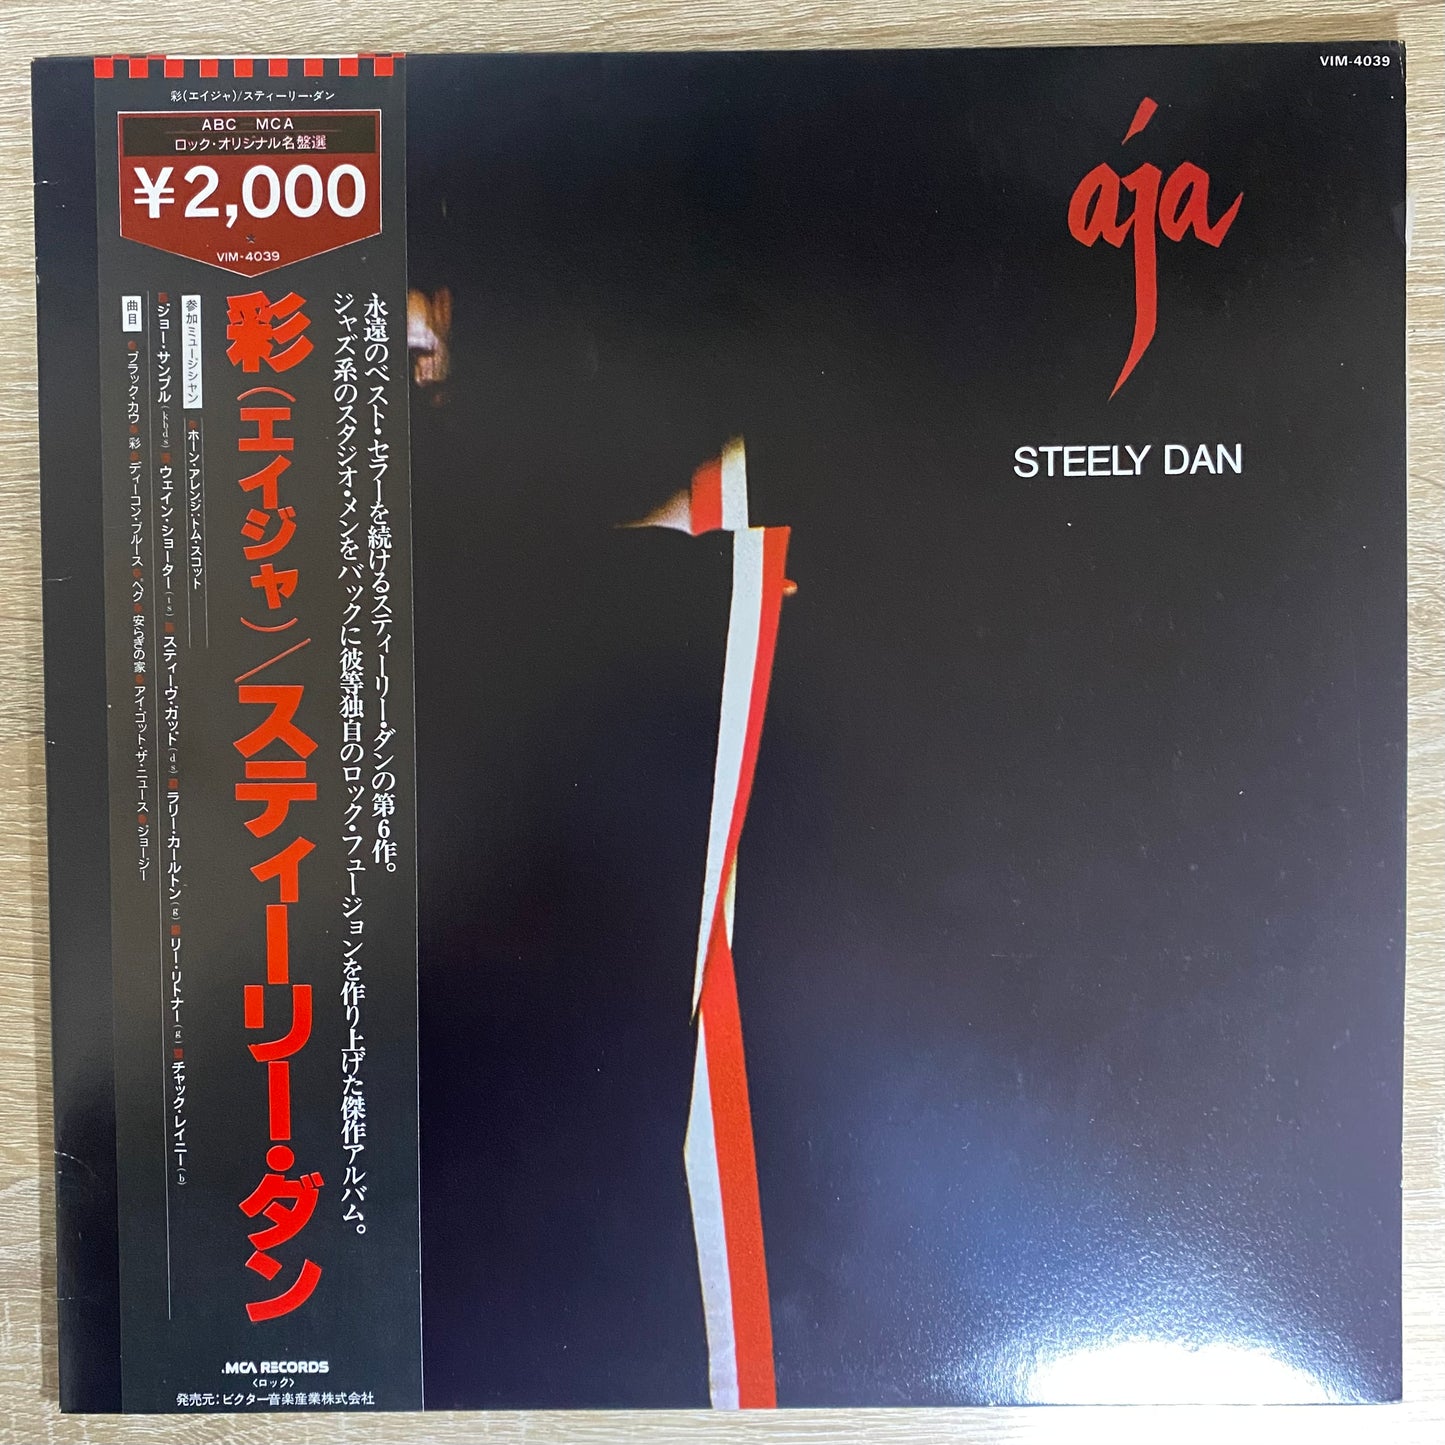 彩(エイジャ)/スティーリー・ダン
ABC—MCA
ロック・オリジナル名盤選
¥2,000
VIM-4039
永遠のベスト・セラーを続けるスティーリー・ダンの第6作。
ジャズ系のスタジオ・メンをバックに彼等独自のロック・フュージョンを作り上げた傑作アルバム。
彩(エイジャ)/スティーリー・ダン
参加ミュージシャン
ホーン・アレンジ:トム・スコット
ジョー・サンプル(kbds) ウェイン・ショーター(ts) スティーヴ・ガッド(ds) ラリー・カールトン(g) リー・リトナー(g) チャック・レイニー(b)
曲目
ブラック・カウ 彩 ディーコン・ブルース ペグ 安らぎの家 アイ・ゴット・ザ・ニュース ジョージー
MCA RECORDS
〈ロック〉
発売元:ビクター音楽産業株式会社
VIM-4039
aja
STEELY DAN